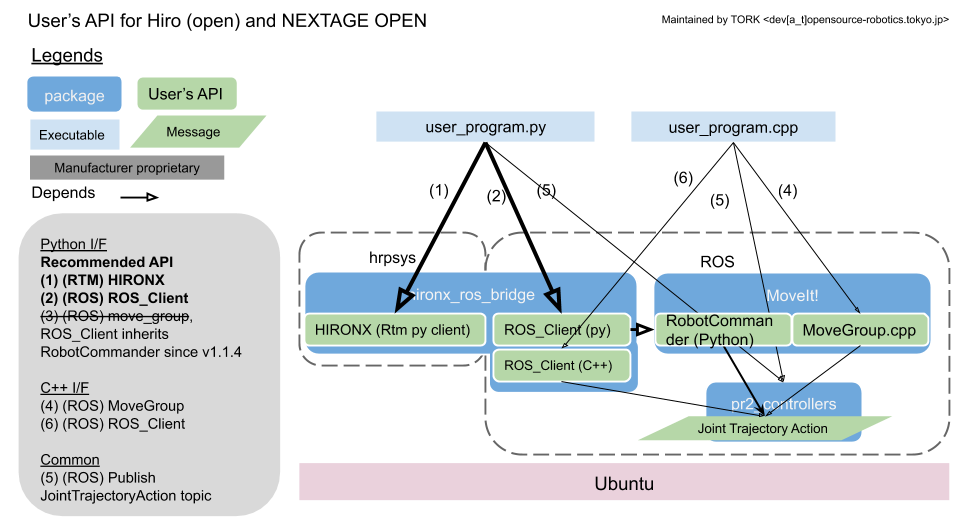 User's API for Hiro (open) and NEXTAGE OPEN
Maintained by TORK <dev[a_t]opensource-robotics.tokyo.jp>
Legends
package
User's API
Executable
Message
Manufacturer proprietary
Depends
Python I/F
Recommended API
(1) (RTM) HIRONX
(2) (ROS) ROS_Client
(3) (ROS) move_group,
ROS_Client inherits
RobotCommander since v1.1.4
C++ I/F
(4) (ROS) MoveGroup
(6) (ROS) ROS_Client
Common
(5) (ROS) Publish
JointTrajectoryAction topic
user_program.py
user_program.cpp
(1)
(2)
(5)
(6)
(5)
(4)
hrpsys
ROS
hironx_ros_bridge
MoveIt!
HIRONX (Rtm py client)
ROS_Client (py)
RobotComman
der (Python)
MoveGroup.cpp
ROS_Client (C++)
pr2_controllers
Joint Trajectory Action
Ubuntu